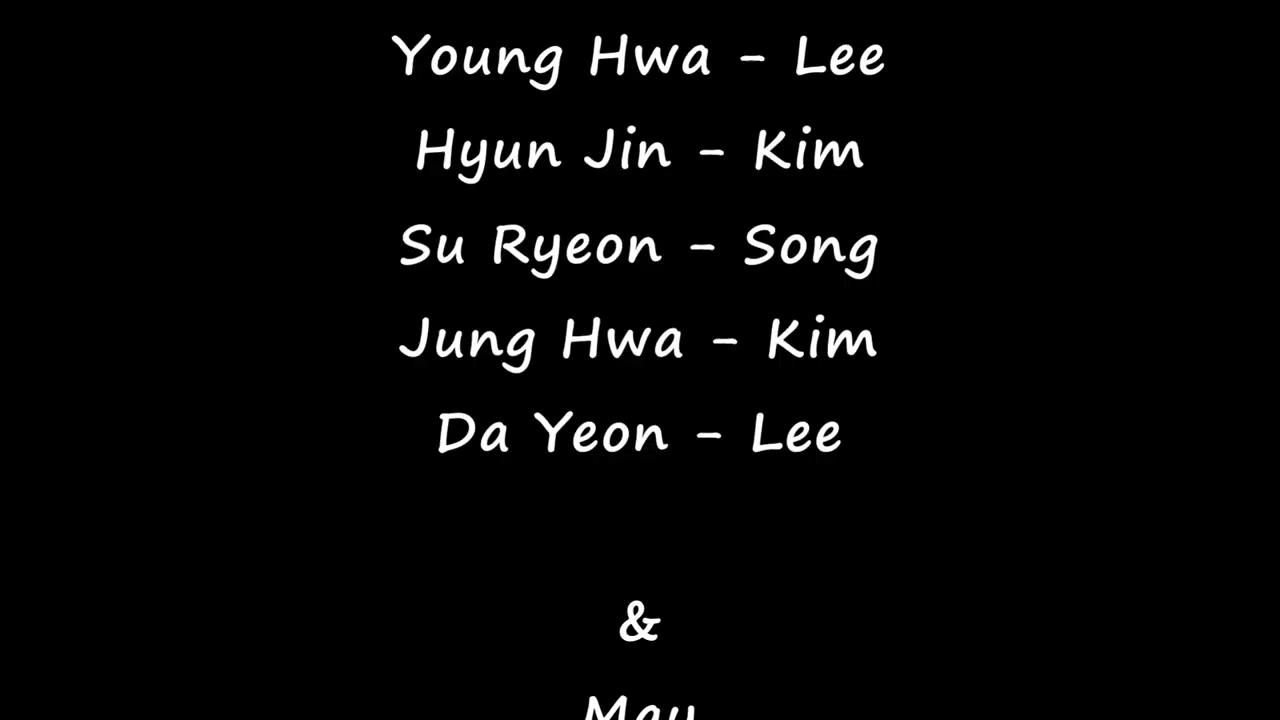 Young Hwa - Lee
Hyun Jin - Kim
Su Ryeon - Song
Jung Hwa - Kim
Da Yeon - Lee
&